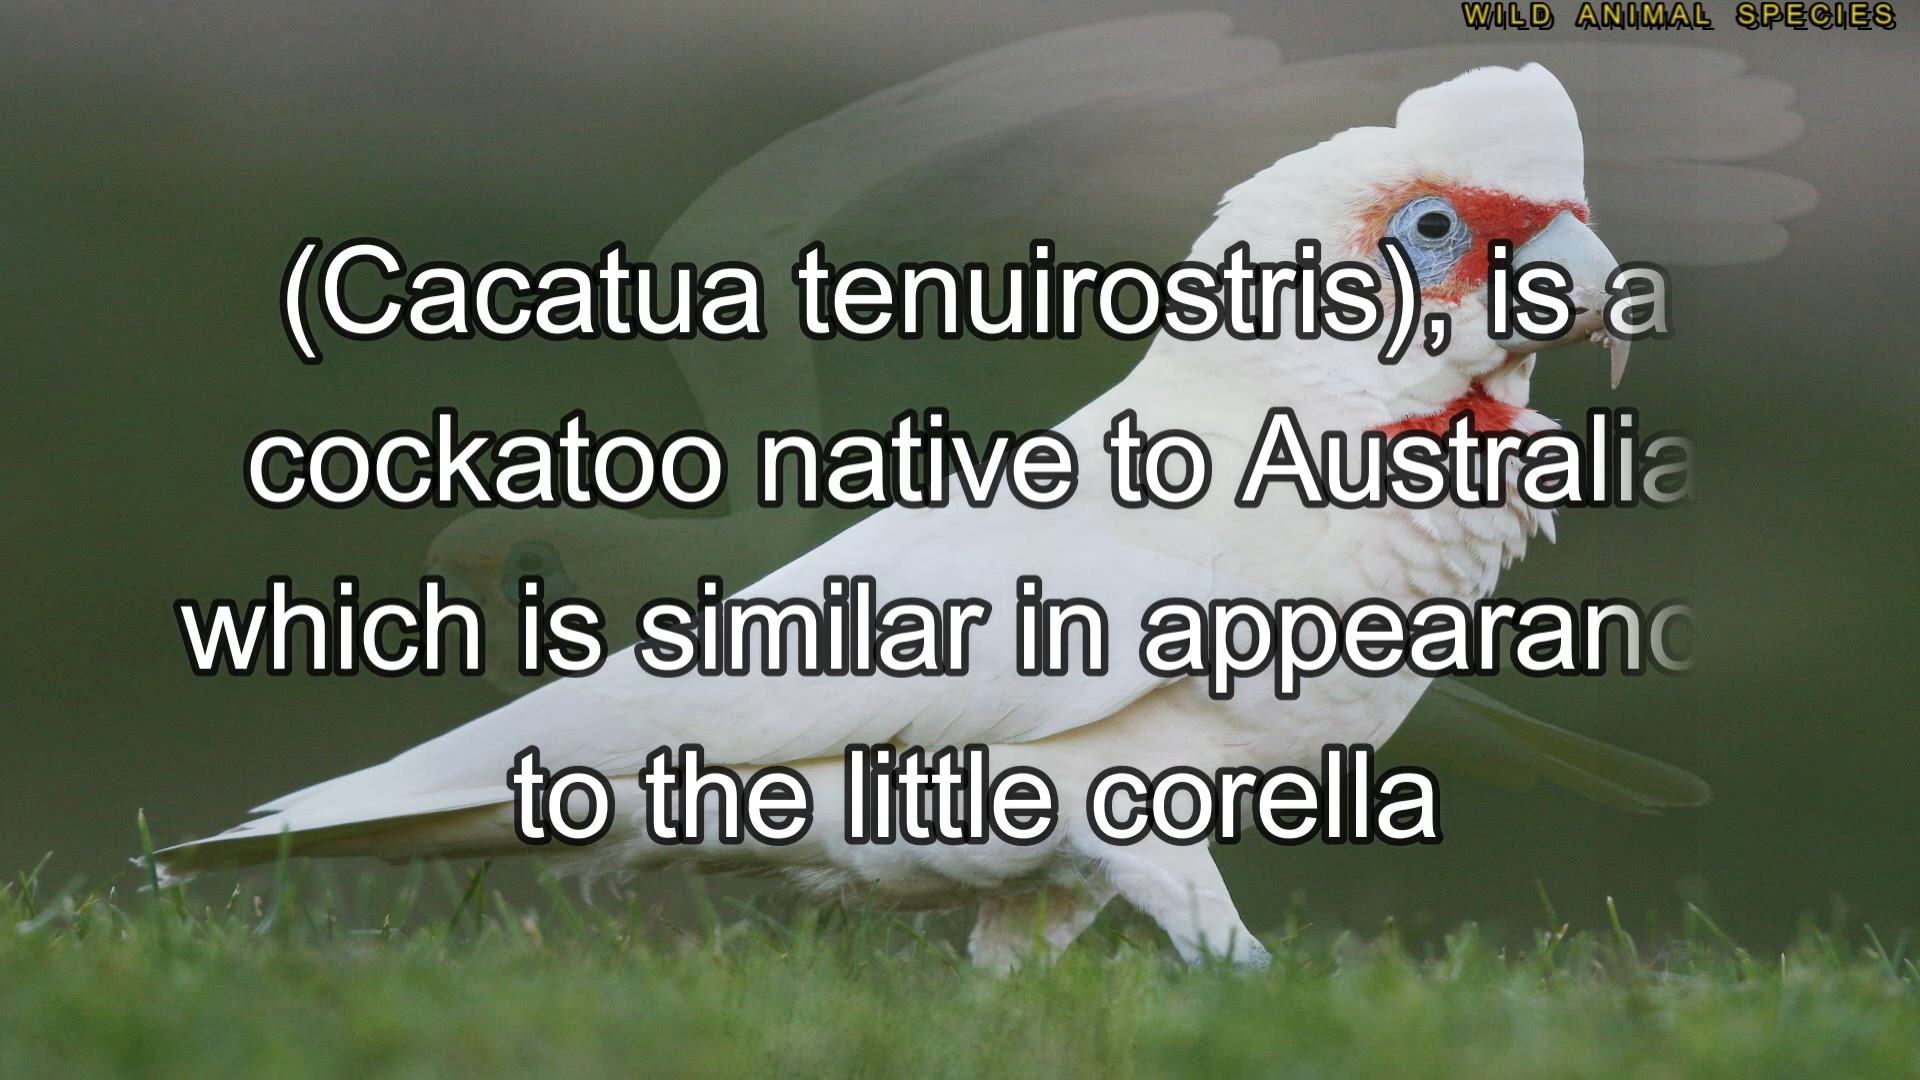 WILD ANIMAL SPECIES
(Cacatua tenuirostris), is a
cockatoo native to Australia
which is similar in appearanc
to the little corella